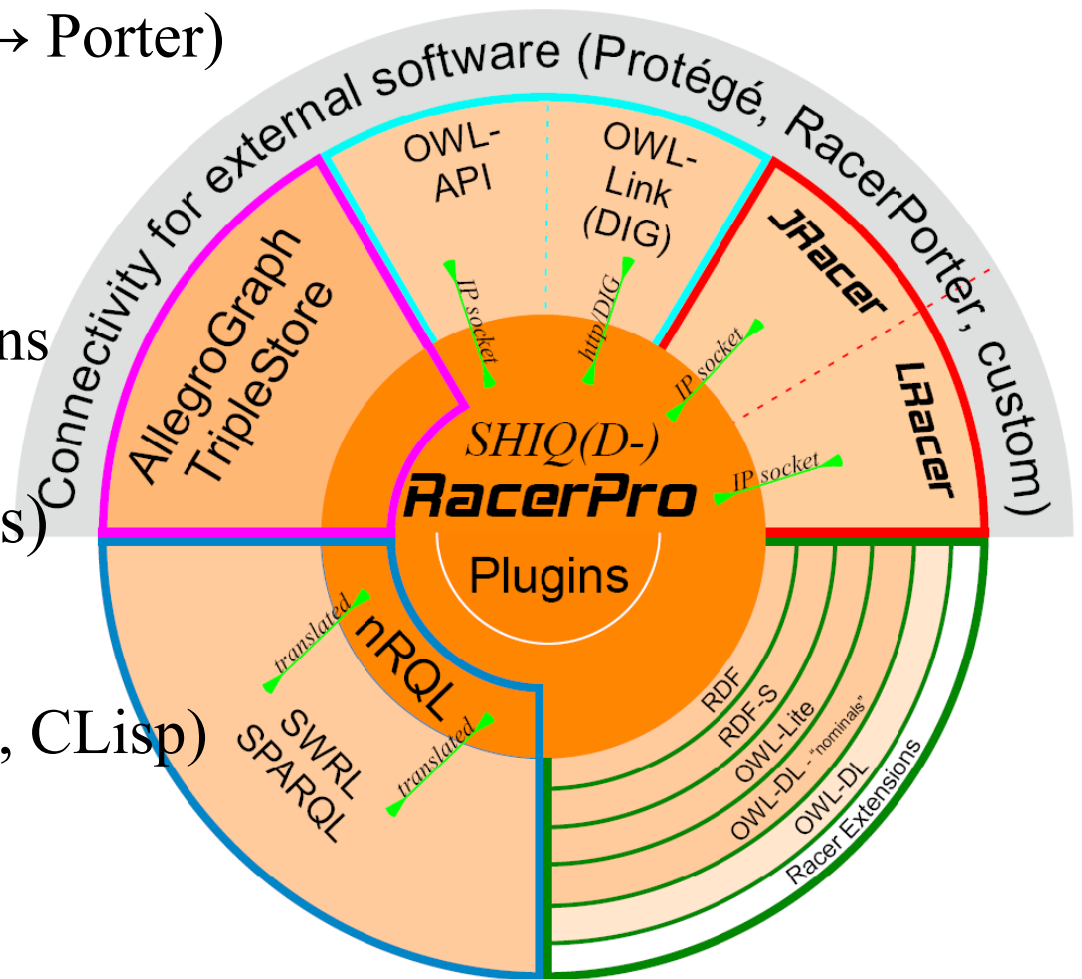 → Porter)
Connectivity for external software (Protégé, RacerPorter, custom)
OWL-
API
OWL-
Link
(DIG)
JRacer
LRacer
AllegroGraph
TripleStore
IP socket
http/DIG
IP socket
IP socket
ns
SHIQ(D-)
RacerPro
Plugins
s)
translated
nRQL
translated
SWRL
SPARQL
, CLisp)
RDF
RDF-S
OWL-Lite
OWL-DL - “nominals”
OWL-DL
Racer Extensions